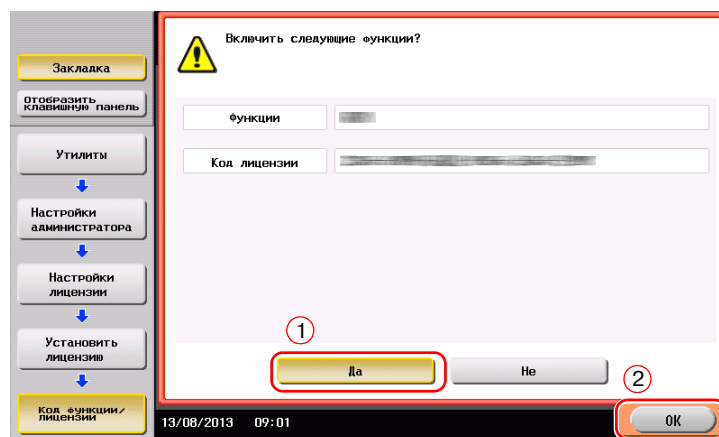 Включить следующие функции?
Закладка
Отобразить
клавишную панель
Функции
Утилиты
Код лицензии
Настройки
администратора
Настройки
лицензии
1
Установить
лицензию
Да
Не
2
Код функции/
лицензии
13/08/2013 09:01
OK